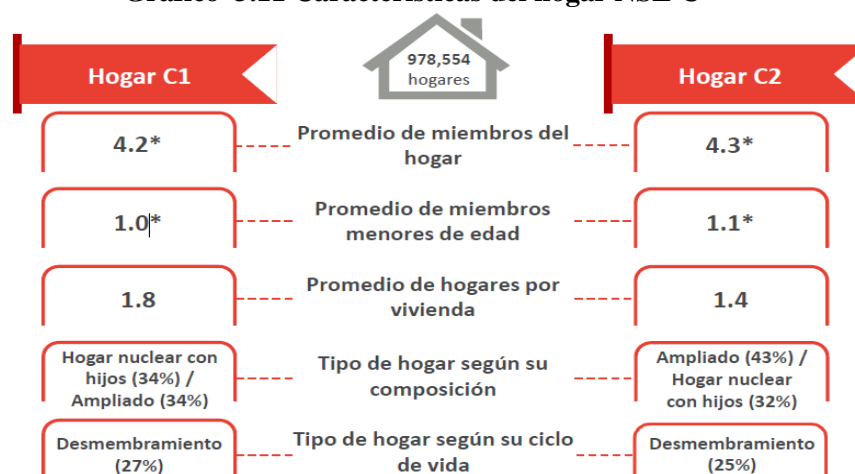 Hogar C1
978,554
hogares
Hogar C2
4.2*
Promedio de miembros del
hogar
4.3*
1.0*
Promedio de miembros
menores de edad
1.1*
1.8
Promedio de hogares por
vivienda
1.4
Hogar nuclear con
hijos (34%) /
Ampliado (34%)
Tipo de hogar según su
composición
Ampliado (43%) /
Hogar nuclear
con hijos (32%)
Desmembramiento
(27%)
Tipo de hogar según su ciclo
de vida
Desmembramiento
(25%)